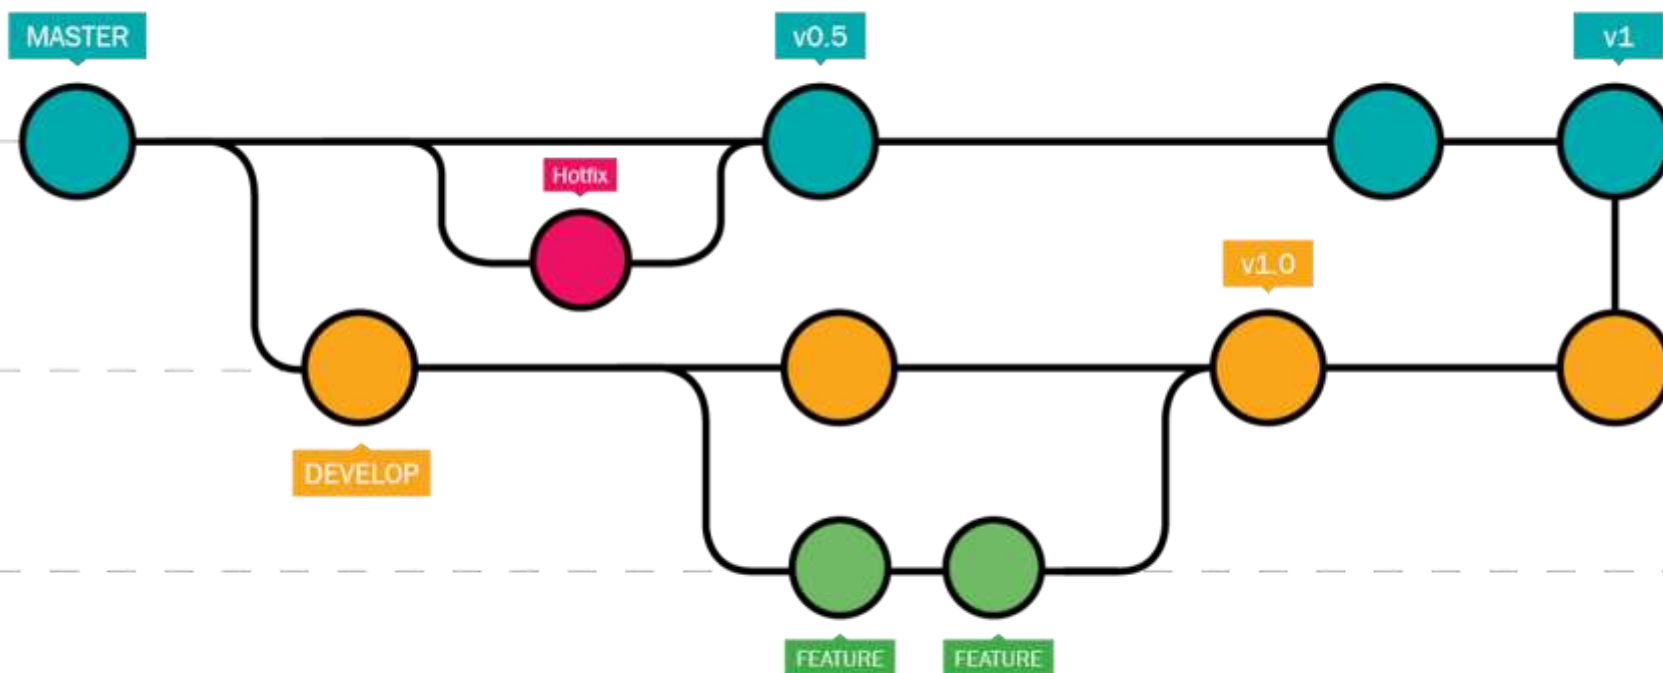 MASTER
v0.5
v1
Hotfix
v1.0
DEVELOP
FEATURE
FEATURE